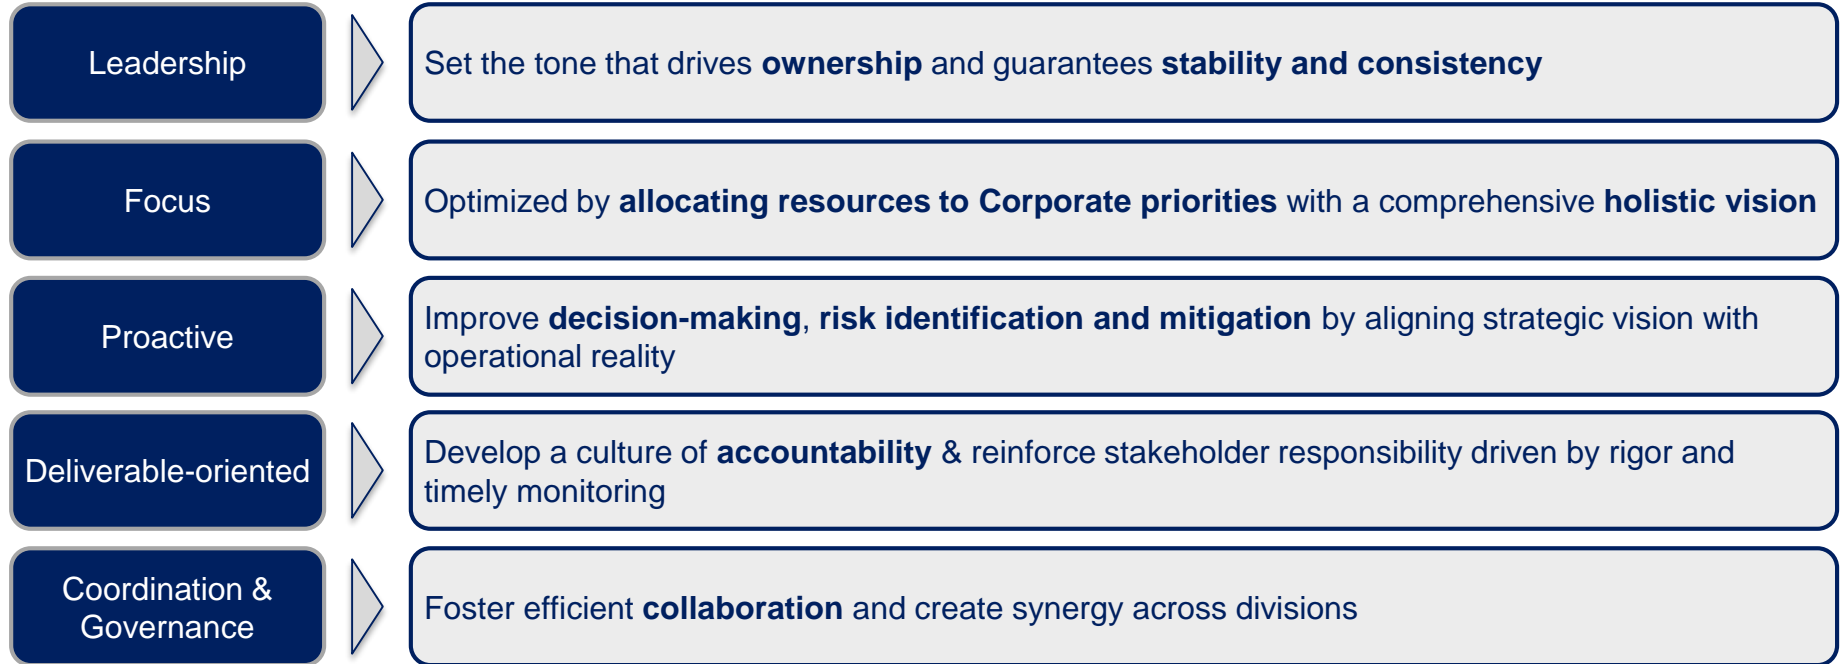 Leadership
Set the tone that drives ownership and guarantees stability and consistency
Focus
Optimized by allocating resources to Corporate priorities with a comprehensive holistic vision
Proactive
Improve decision-making, risk identification and mitigation by aligning strategic vision with
operational reality
Deliverable-oriented
Develop a culture of accountability & reinforce stakeholder responsibility driven by rigor and
timely monitoring
Coordination &
Governance
Foster efficient collaboration and create synergy across divisions